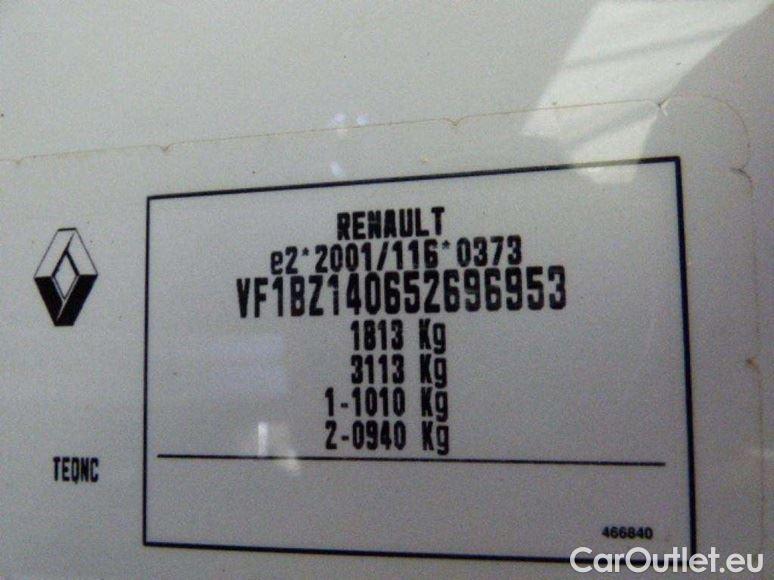 RENAULT
e2*2001/116*0373
VF1BZ140652696953
1813 Kg
3113 Kg
1-1010 Kg
2-0940 Kg
TEQNC
466840
CarOutlet.eu